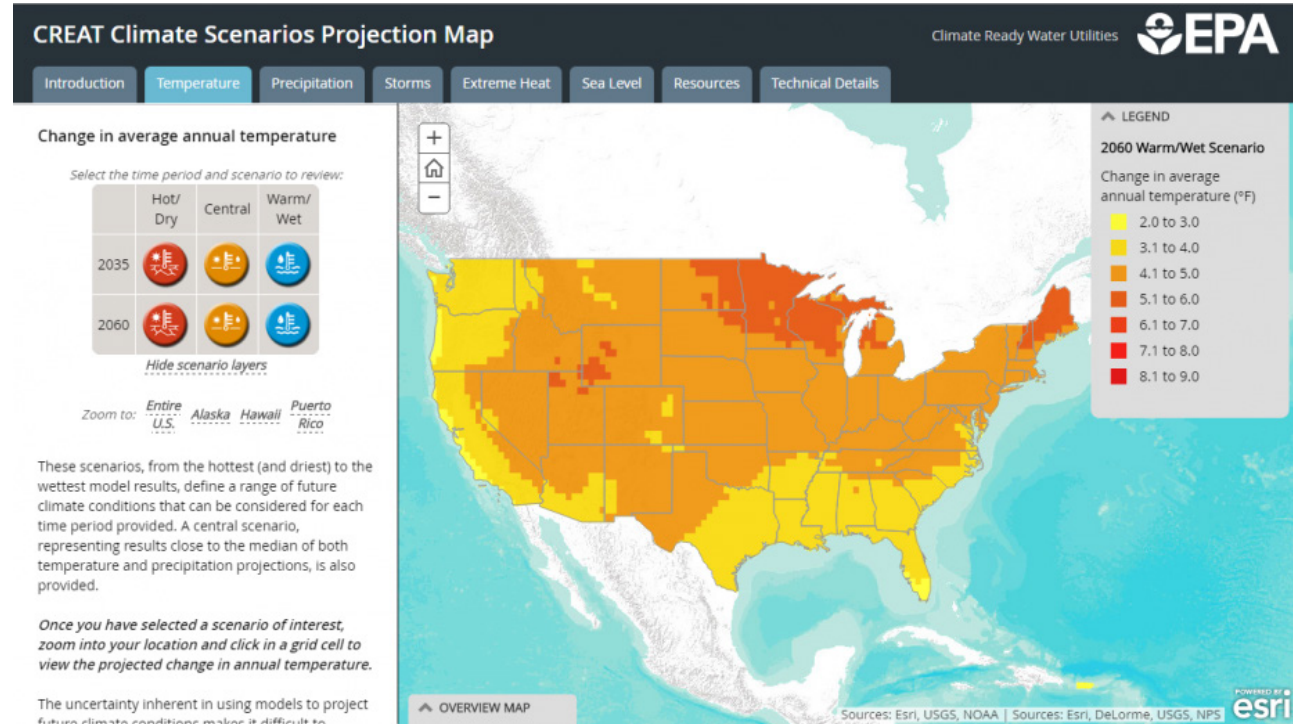 CREAT Climate Scenarios Projection Map
Climate Ready Water Utilities
EPA
Introduction
Temperature
Precipitation
Storms
Extreme Heat
Sea Level
Resources
Technical Details
Change in average annual temperature
Select the time period and scenario to review:
Hot/
Dry
Central
Warm/
Wet
2035
2060
Hide scenario layers
Zoom to:
Entire
U.S.
Alaska
Hawaii
Puerto
Rico
These scenarios, from the hottest (and driest) to the
wettest model results, define a range of future
climate conditions that can be considered for each
time period provided. A central scenario,
representing results close to the median of both
temperature and precipitation projections, is also
provided.
Once you have selected a scenario of interest,
zoom into your location and click in a grid cell to
view the projected change in annual temperature.
The uncertainty inherent in using models to project
future climate conditions makes it difficult to
+
−
LEGEND
2060 Warm/Wet Scenario
Change in average
annual temperature (°F)
2.0 to 3.0
3.1 to 4.0
4.1 to 5.0
5.1 to 6.0
6.1 to 7.0
7.1 to 8.0
8.1 to 9.0
OVERVIEW MAP
Sources: Esri, USGS, NOAA | Sources: Esri, DeLorme, USGS, NPS
POWERED BY
esri